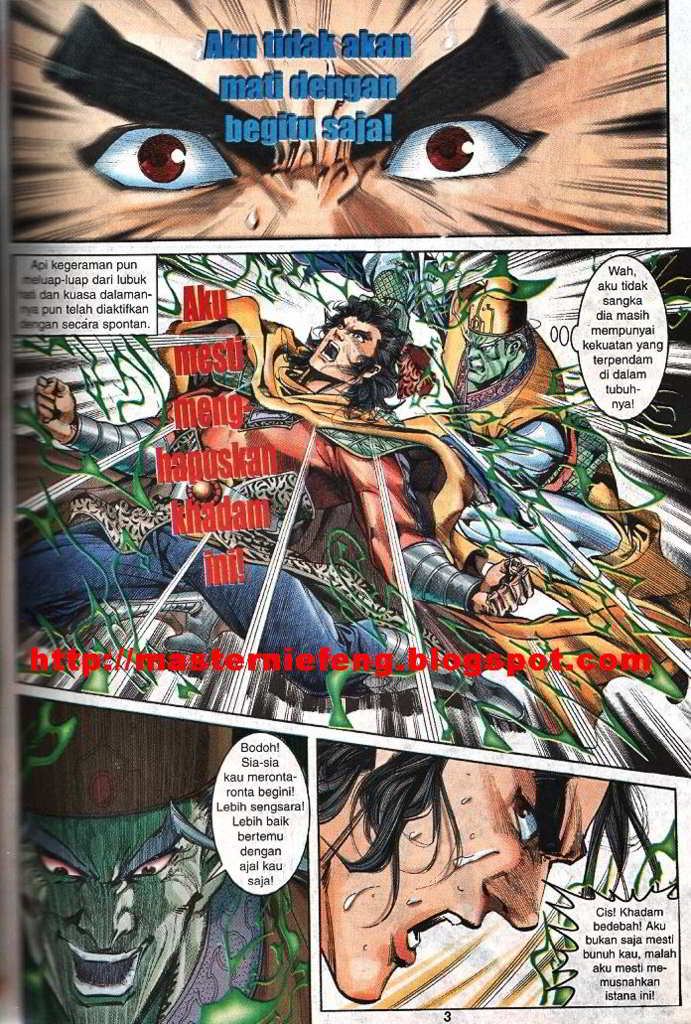 Aku tidak akan
mati dengan
begitu saja!
Api kegeraman pun
meluap-luap dari lubuk
hati dan kuasa dalaman-
nya pun telah diaktifkan
dengan secara spontan.
Aku
mesti
meng-
hapuskan
khadam
ini!
Wah,
aku tidak
sangka
dia masih
mempunyai
kekuatan yang
terpendam
di dalam
tubuh-
nya!
http://masterniefeng.blogspot.com
Bodoh!
Sia-sia
kau meronta-
ronta begini!
Lebih sengsara!
Lebih baik
bertemu
dengan
ajal kau
saja!
Cis! Khadam
bedebah! Aku
bukan saja mesti
bunuh kau, malah
aku mesti me-
musnahkan
istana ini!
3